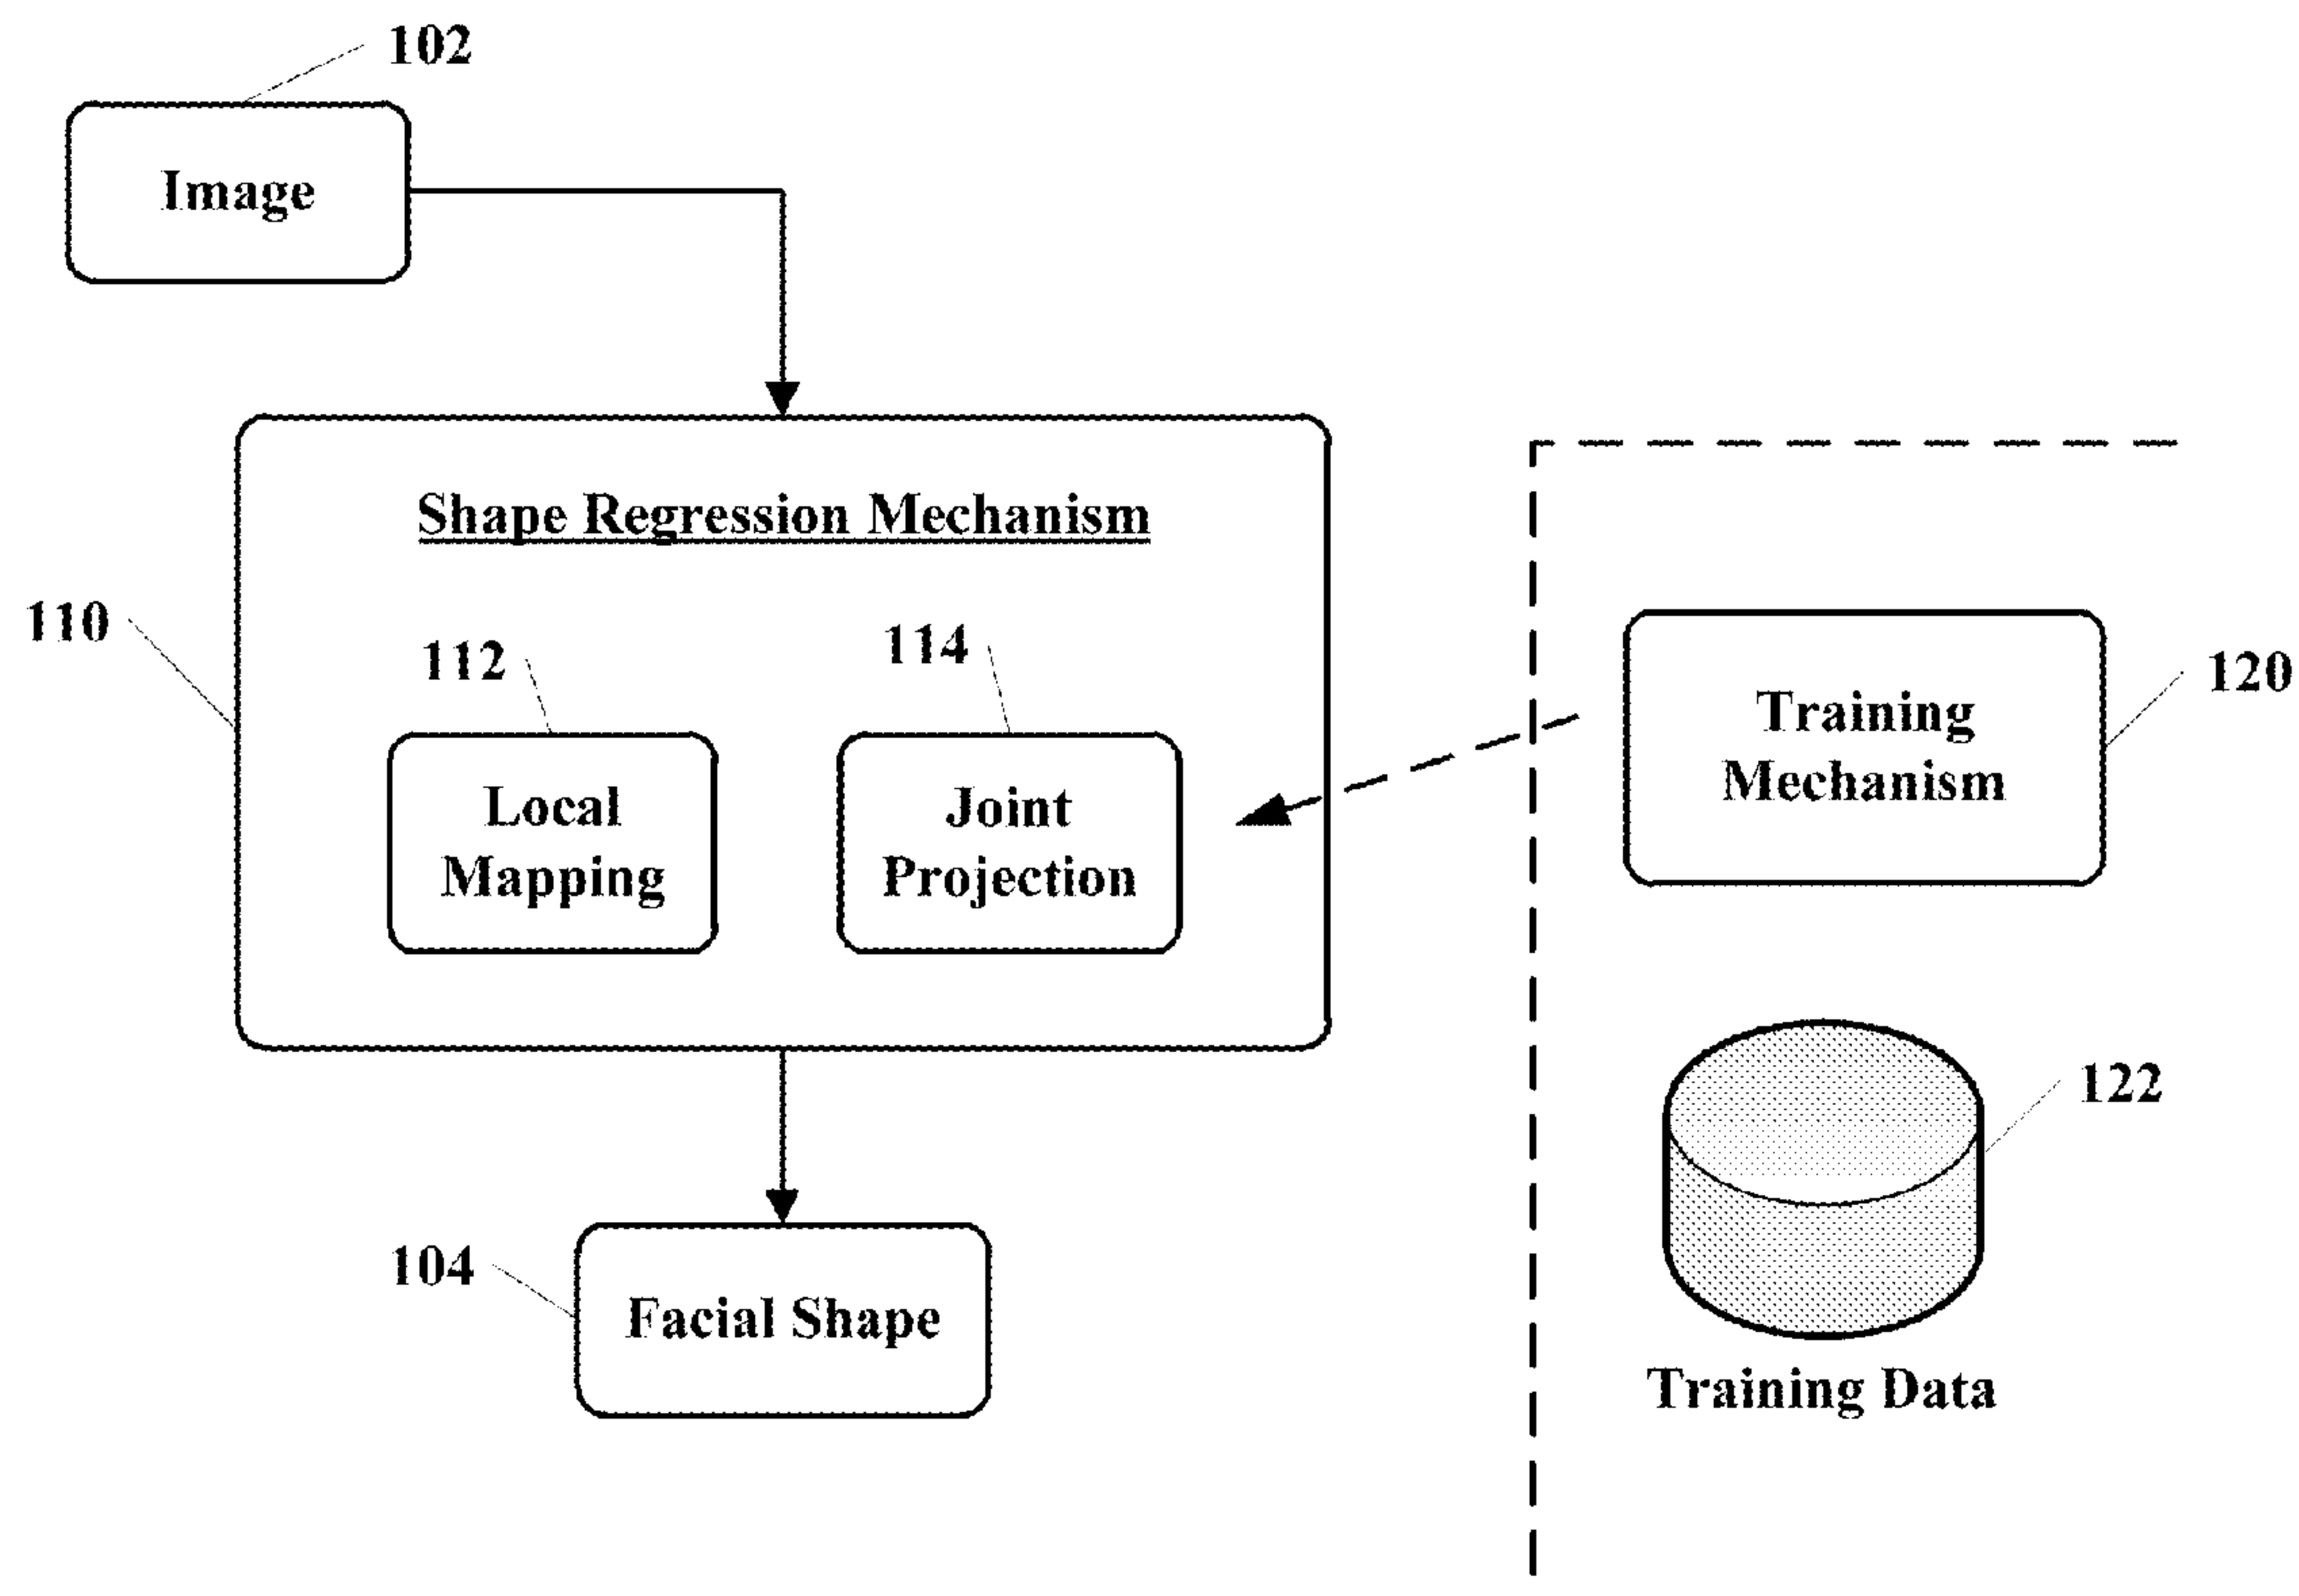 102
Image
Shape Regression Mechanism
110
112
114
Local
Mapping
Joint
Projection
120
Training
Mechanism
122
Training Data
104
Facial Shape